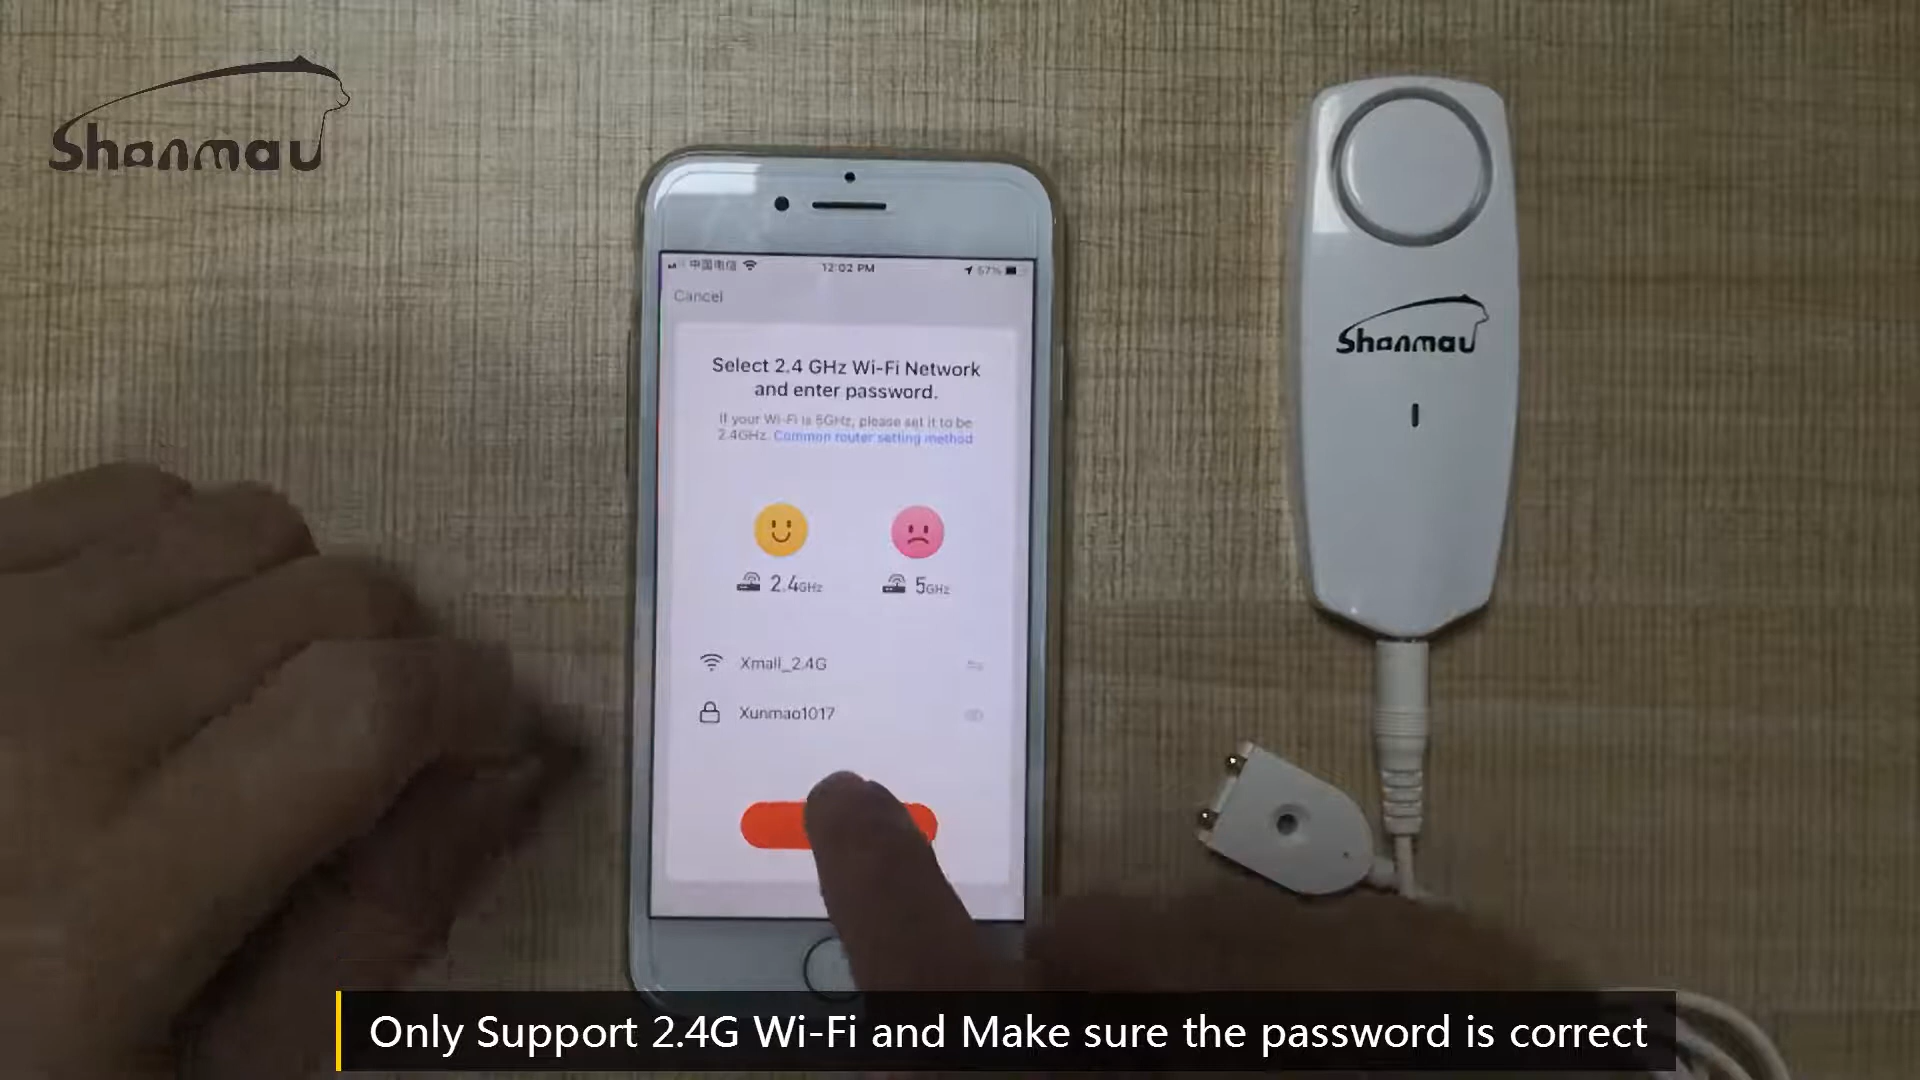 Shanmau
中国电信
12:02 PM
57%
Cancel
Select 2.4 GHz Wi-Fi Network
and enter password.
If your Wi-Fi is 5GHz, please set it to be
2.4GHz. Common router setting method
2.4GHz
5GHz
Xmall_2.4G
Xunmao1017
Shanmau
Only Support 2.4G Wi-Fi and Make sure the password is correct